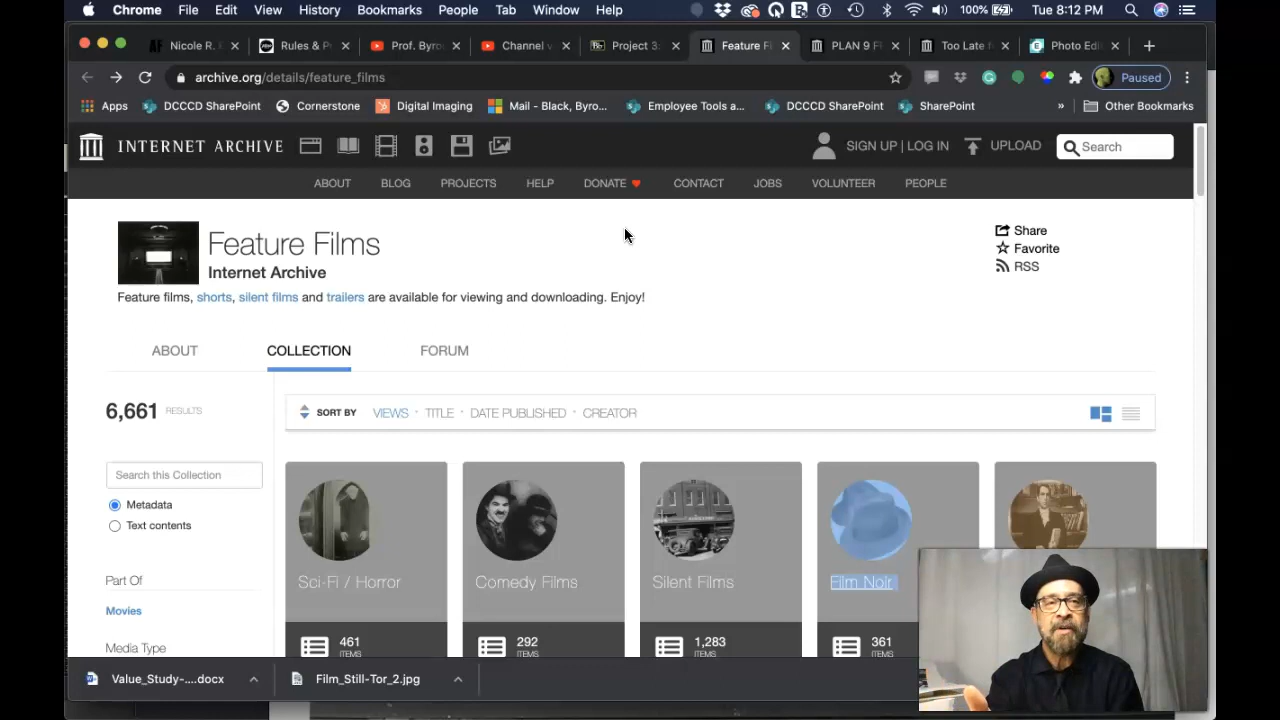 Chrome File Edit View History Bookmarks People Tab Window Help 100% Tue 8:12 PM
Nicole R. E Rules & P Prof. Byro Channel v Project 3: Feature Fi PLAN 9 F Too Late fo Photo Edi
archive.org/details/feature_films Paused
Apps DCCCD SharePoint Cornerstone Digital Imaging Mail - Black, Byro... Employee Tools a... DCCCD SharePoint SharePoint » Other Bookmarks
INTERNET ARCHIVE SIGN UP | LOG IN UPLOAD Search
ABOUT BLOG PROJECTS HELP DONATE CONTACT JOBS VOLUNTEER PEOPLE
Feature Films
Internet Archive
Feature films, shorts, silent films and trailers are available for viewing and downloading. Enjoy!
Share
Favorite
RSS
ABOUT COLLECTION FORUM
6,661 RESULTS
SORT BY VIEWS · TITLE · DATE PUBLISHED · CREATOR
Search this Collection
Metadata
Text contents
Part Of
Movies
Media Type
Sci-Fi / Horror Comedy Films Silent Films Film Noir
461 ITEMS 292 ITEMS 1,283 ITEMS 361 ITEMS
Value_Study-....docx Film_Still-Tor_2.jpg